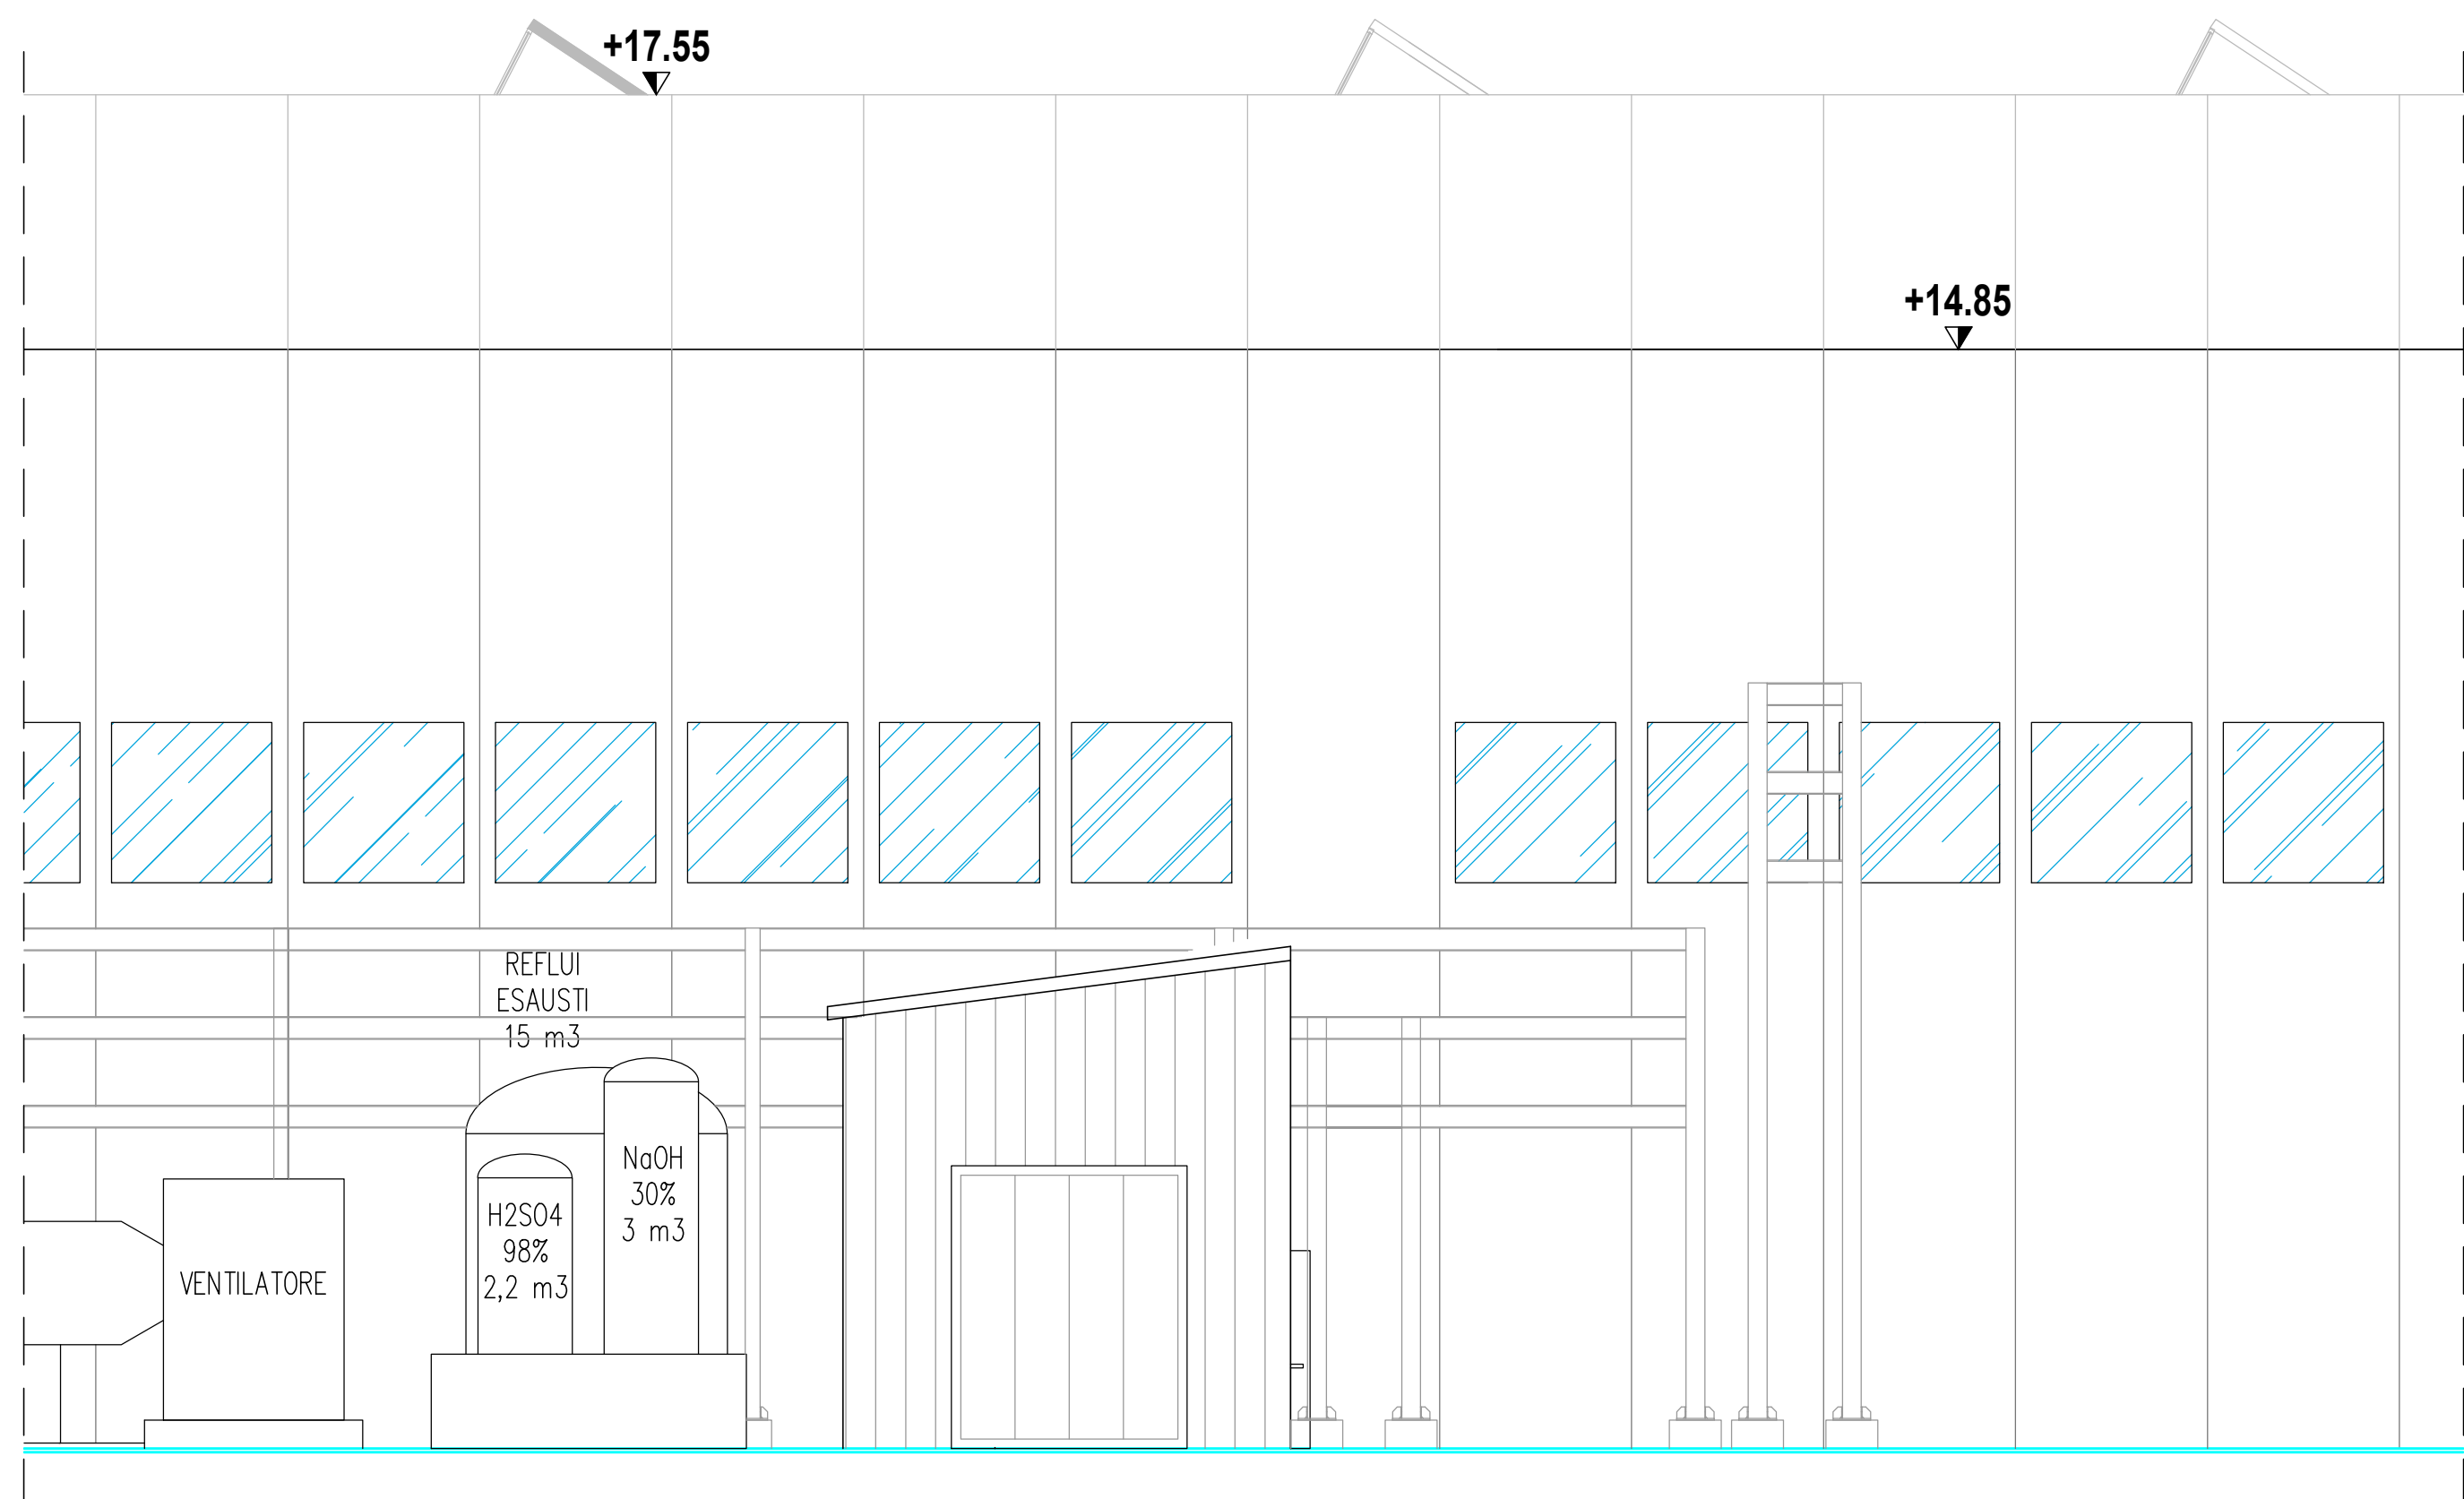 +17.55
+14.85
REFLUI
ESAUSTI
15 m3
NaOH
30%
3 m3
H2SO4
98%
2,2 m3
VENTILATORE